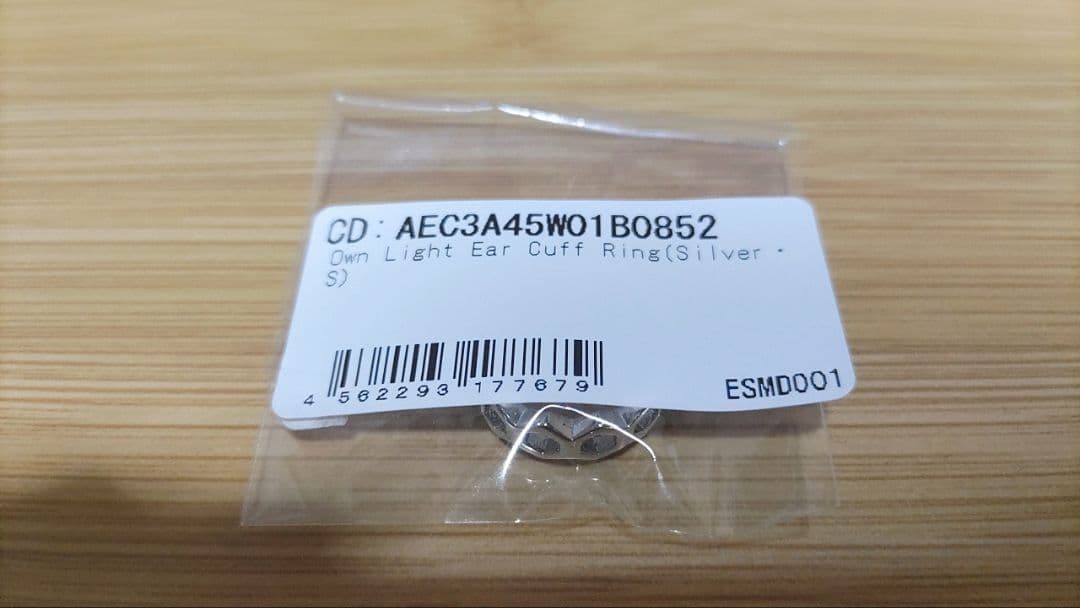 CD: AEC3A45W01B0852
Own Light Ear Cuff Ring(Silver・
S)
4 562293 177679
ESMD001